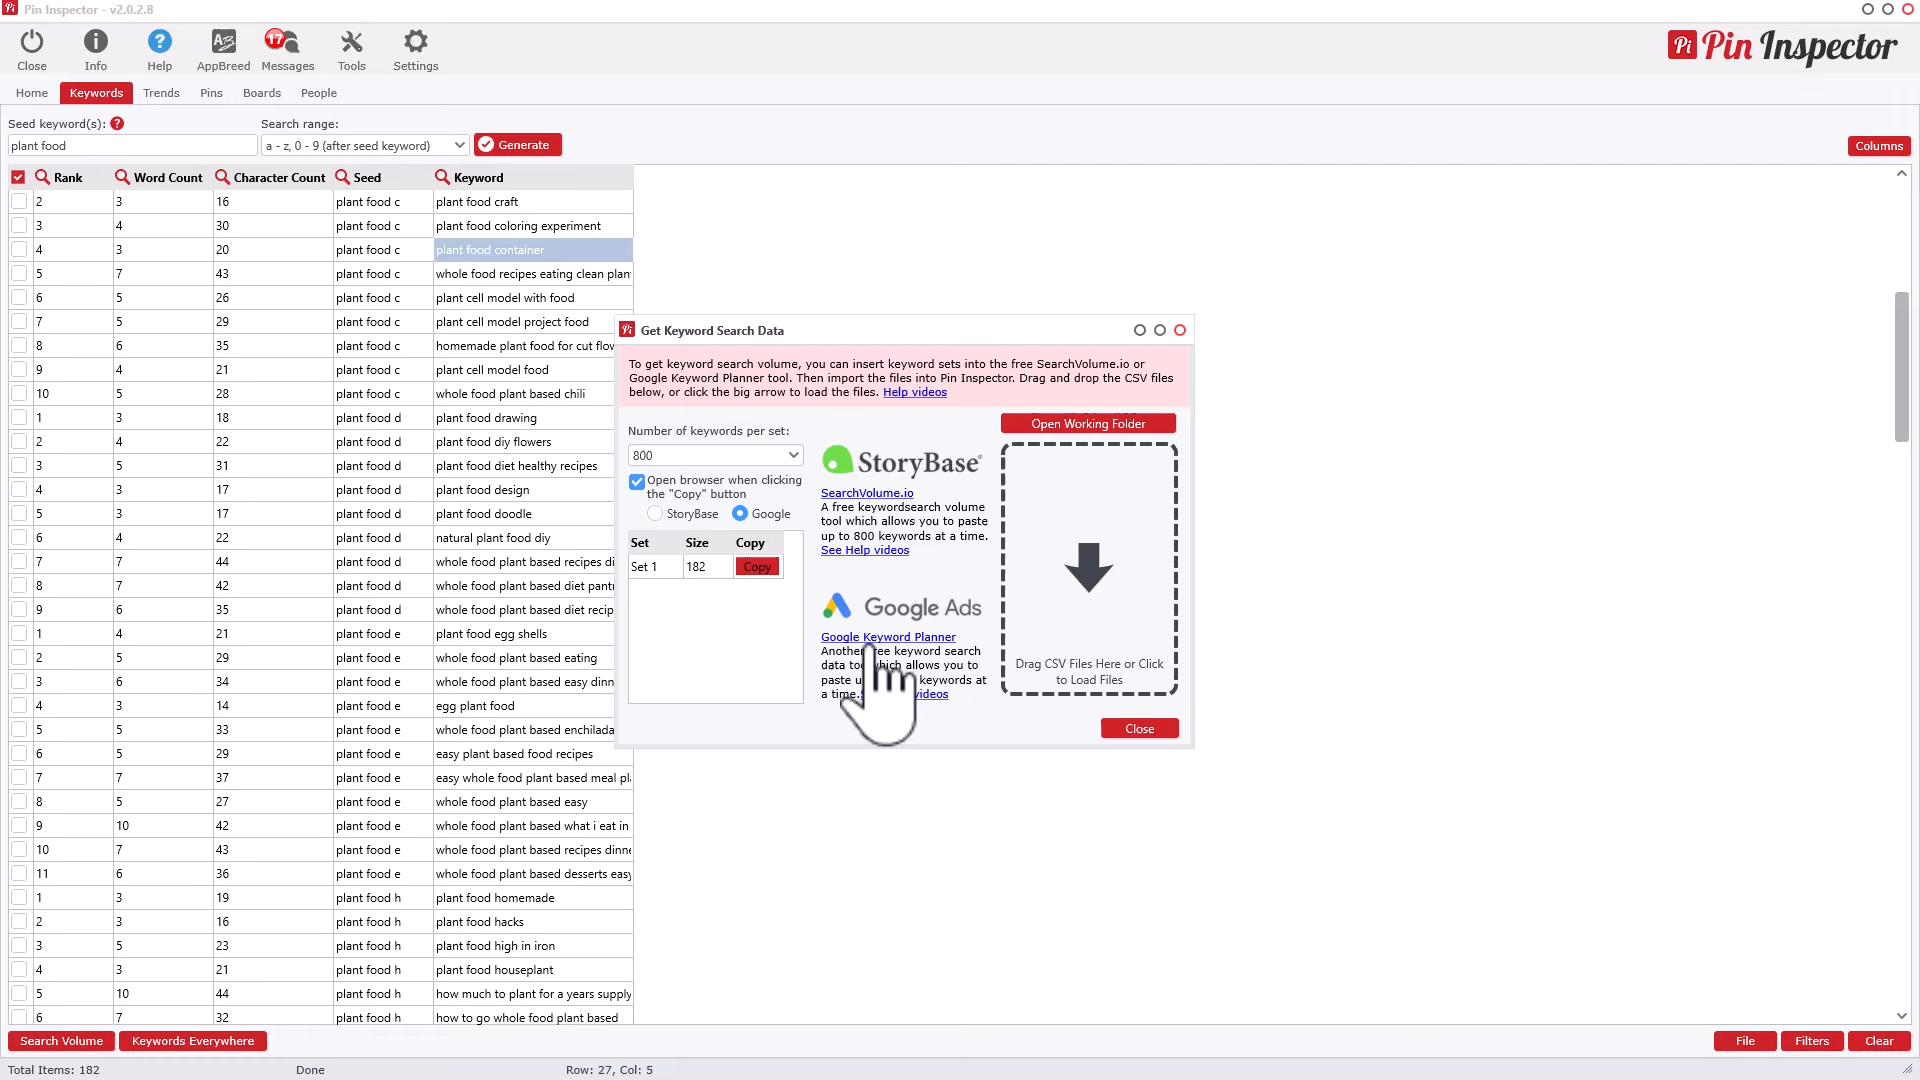 Pin Inspector - v2.0.2.8
Close
Info
Help
AppBreed
17
Messages
Tools
Settings
Pin Inspector
Home
Keywords
Trends
Pins
Boards
People
Seed keyword(s):
Search range:
plant food
a - z, 0 - 9 (after seed keyword)
Generate
Columns
Rank Word Count Character Count Seed Keyword
2 3 16 plant food c plant food craft
3 4 30 plant food c plant food coloring experiment
4 3 20 plant food c plant food container
5 7 43 plant food c whole food recipes eating clean plan
6 5 26 plant food c plant cell model with food
7 5 29 plant food c plant cell model project food
8 6 35 plant food c homemade plant food for cut flow
9 4 21 plant food c plant cell model food
10 5 28 plant food c whole food plant based chili
1 3 18 plant food d plant food drawing
2 4 22 plant food d plant food diy flowers
3 5 31 plant food d plant food diet healthy recipes
4 3 17 plant food d plant food design
5 3 17 plant food d plant food doodle
6 4 22 plant food d natural plant food diy
7 7 44 plant food d whole food plant based recipes di
8 7 42 plant food d whole food plant based diet pant
9 6 35 plant food d whole food plant based diet recip
1 4 21 plant food e plant food egg shells
2 5 29 plant food e whole food plant based eating
3 6 34 plant food e whole food plant based easy dinn
4 3 14 plant food e egg plant food
5 5 33 plant food e whole food plant based enchilada
6 5 29 plant food e easy plant based food recipes
7 7 37 plant food e easy whole food plant based meal pl
8 5 27 plant food e whole food plant based easy
9 10 42 plant food e whole food plant based what i eat in
10 7 43 plant food e whole food plant based recipes dinne
11 6 36 plant food e whole food plant based desserts easy
1 3 19 plant food h plant food homemade
2 3 16 plant food h plant food hacks
3 5 23 plant food h plant food high in iron
4 3 21 plant food h plant food houseplant
5 10 44 plant food h how much to plant for a years supply
6 7 32 plant food h how to go whole food plant based
Get Keyword Search Data
To get keyword search volume, you can insert keyword sets into the free SearchVolume.io or
Google Keyword Planner tool. Then import the files into Pin Inspector. Drag and drop the CSV files
below, or click the big arrow to load the files. Help videos
Number of keywords per set:
800
Open browser when clicking
the "Copy" button
StoryBase
Google
Set Size Copy
Set 1 182 Copy
StoryBase
SearchVolume.io
A free keywordsearch volume
tool which allows you to paste
up to 800 keywords at a time.
See Help videos
Google Ads
Google Keyword Planner
Another free keyword search
data which allows you to
paste keywords at
a time. videos
Open Working Folder
Drag CSV Files Here or Click
to Load Files
Close
Search Volume
Keywords Everywhere
File
Filters
Clear
Total Items: 182
Done
Row: 27, Col: 5